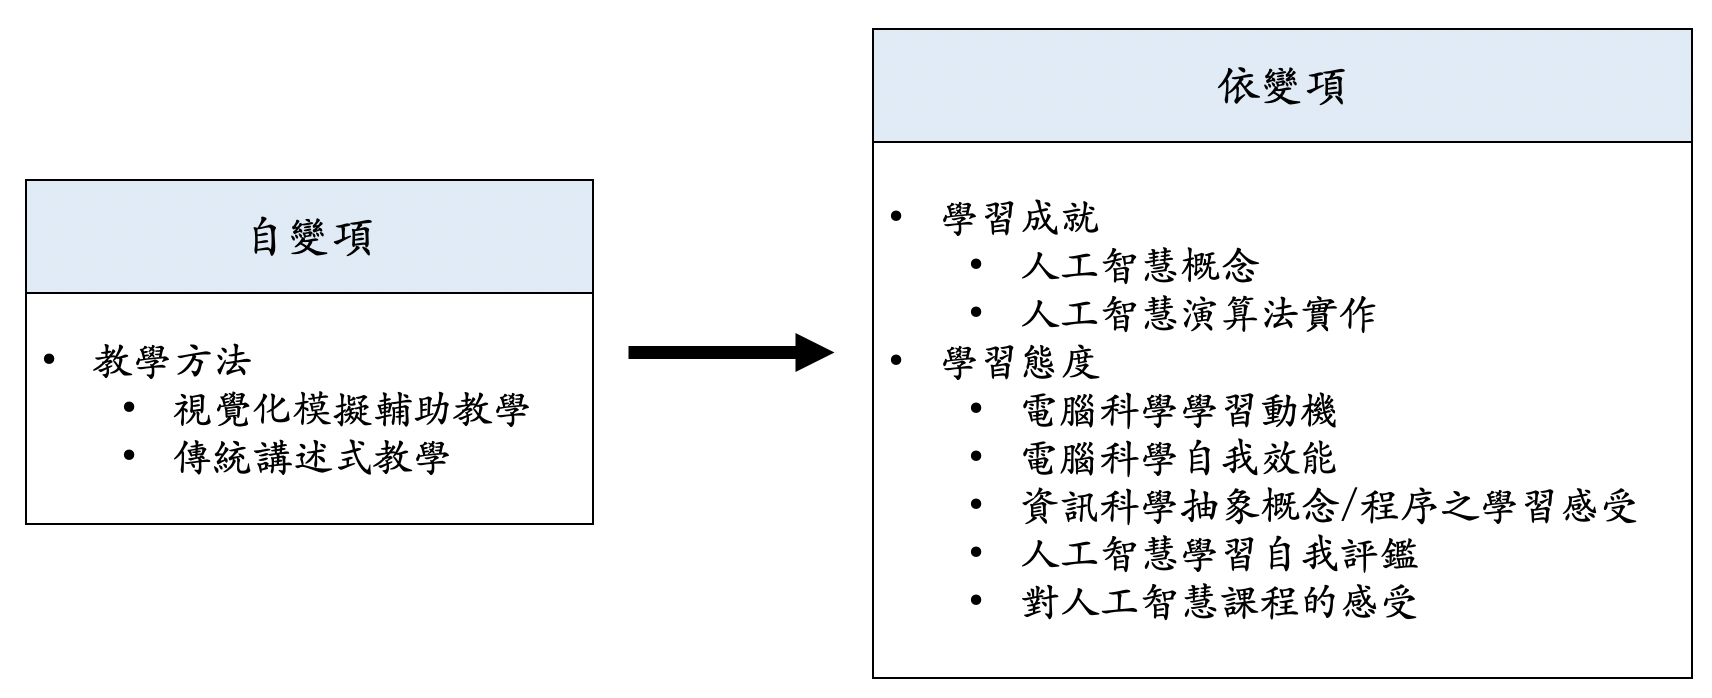 自變項
• 教學方法
• 視覺化模擬輔助教學
• 傳統講述式教學
依變項
• 學習成就
• 人工智慧概念
• 人工智慧演算法實作
• 學習態度
• 電腦科學學習動機
• 電腦科學自我效能
• 資訊科學抽象概念/程序之學習感受
• 人工智慧學習自我評鑑
• 對人工智慧課程的感受